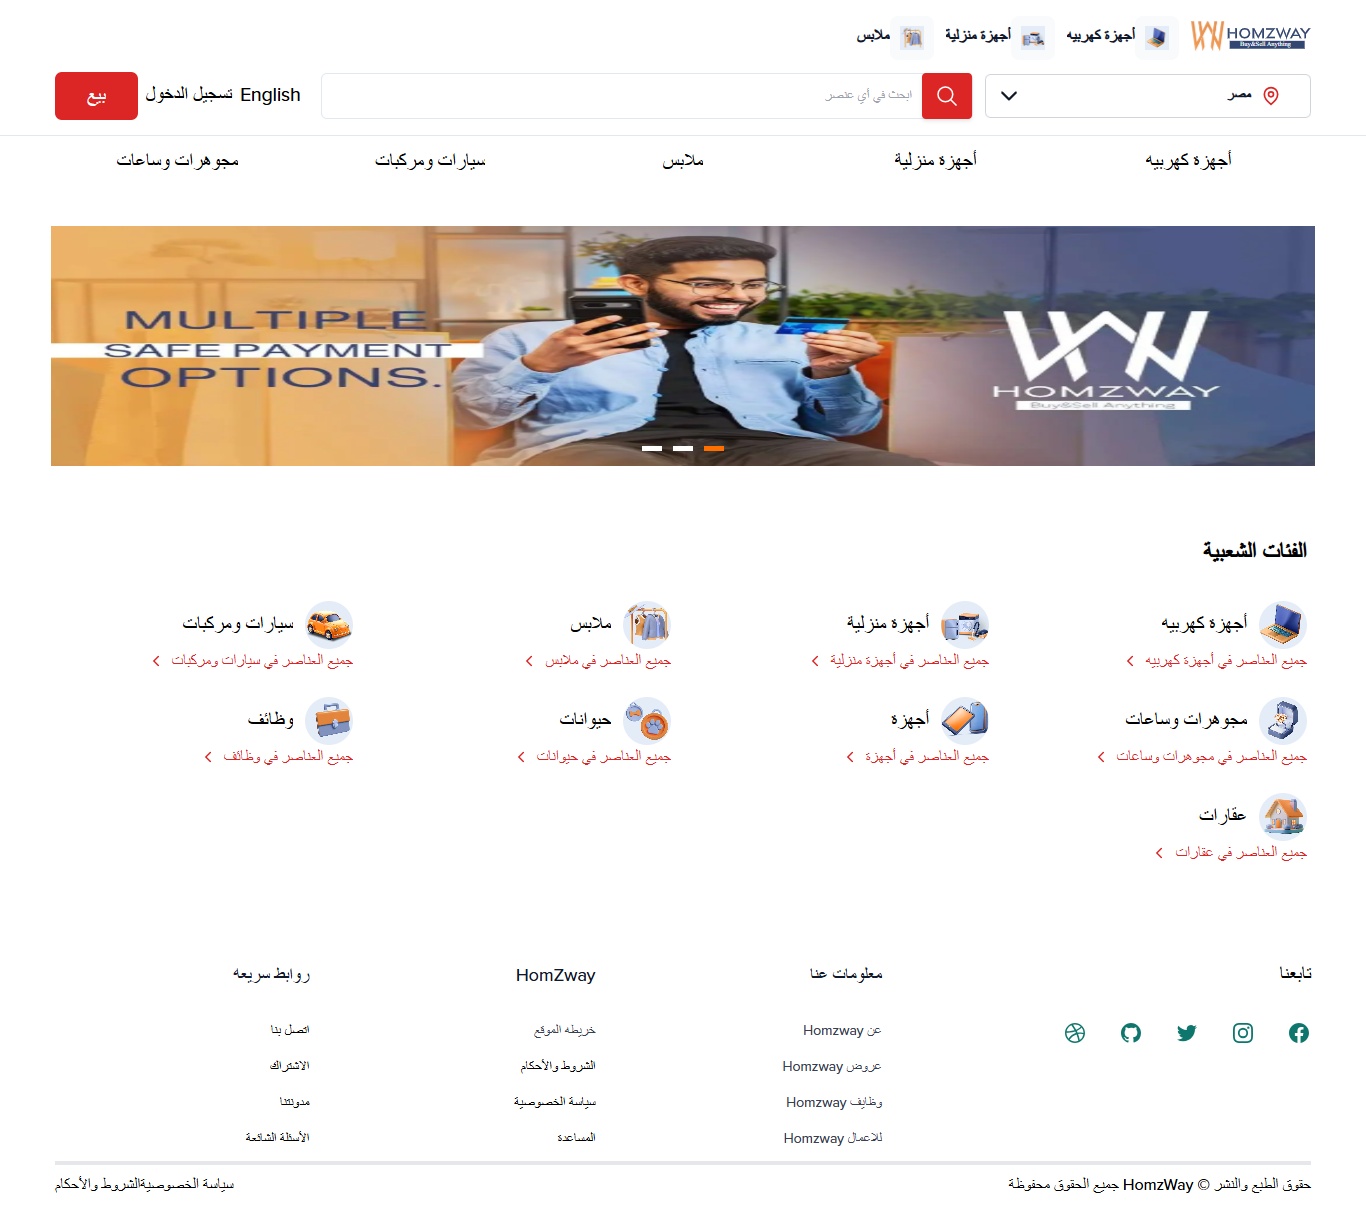 HOMZWAY
Buy&Sell Anything
أجهزة كهربيه
أجهزة منزلية
ملابس
مصر
ابحث في أي عنصر
English
تسجيل الدخول
بيع
أجهزة كهربيه
أجهزة منزلية
ملابس
سيارات ومركبات
مجوهرات وساعات
MULTIPLE
SAFE PAYMENT
OPTIONS.
HOMZWAY
Buy&Sell Anything
الفئات الشعبية
أجهزة كهربيه
جميع العناصر في أجهزة كهربيه
أجهزة منزلية
جميع العناصر في أجهزة منزلية
ملابس
جميع العناصر في ملابس
سيارات ومركبات
جميع العناصر في سيارات ومركبات
مجوهرات وساعات
جميع العناصر في مجوهرات وساعات
أجهزة
جميع العناصر في أجهزة
حيوانات
جميع العناصر في حيوانات
وظائف
جميع العناصر في وظائف
عقارات
جميع العناصر في عقارات
تابعنا
معلومات عنا
عن Homzway
عروض Homzway
وظايف Homzway
للاعمال Homzway
HomZway
خريطه الموقع
الشروط والأحكام
سياسة الخصوصية
المساعدة
روابط سريعه
اتصل بنا
الاشتراك
مدونتنا
الأسئلة الشائعة
حقوق الطبع والنشر © HomzWay جميع الحقوق محفوظة
سياسة الخصوصيةالشروط والأحكام